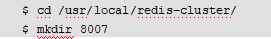 $ cd /usr/local/redis-cluster/
$ mkdir 8007